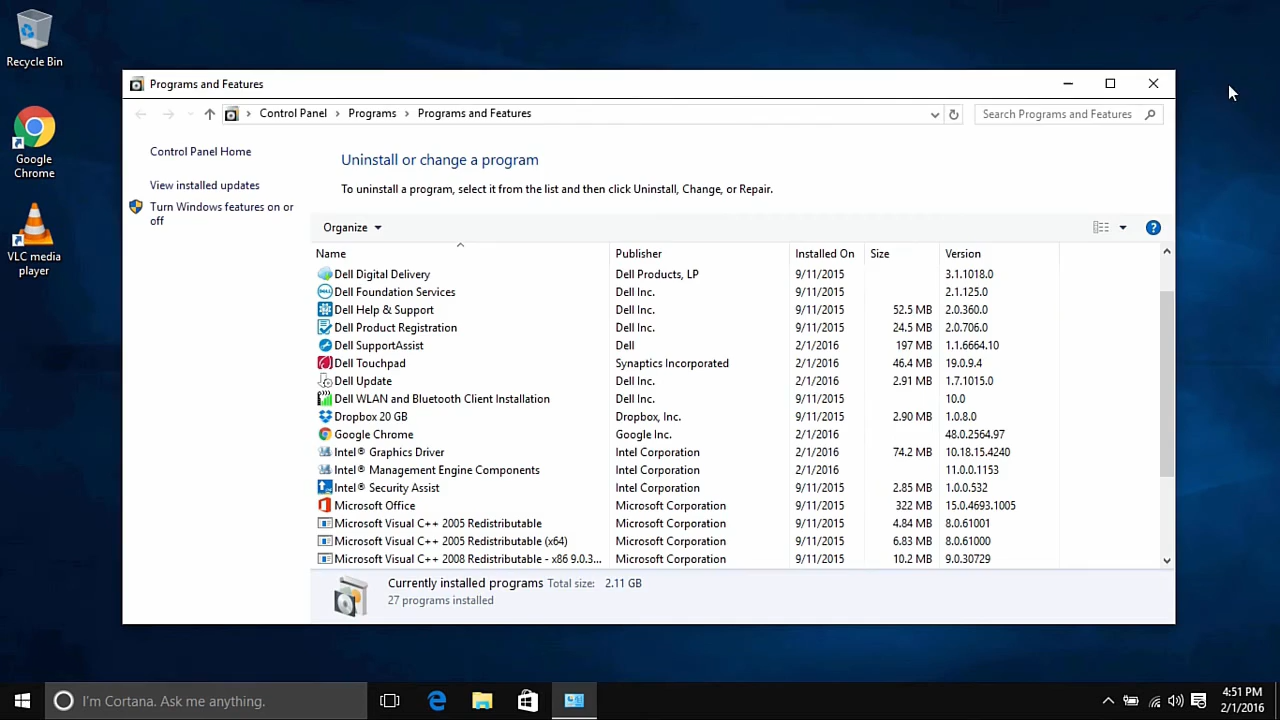 Recycle Bin
Google
Chrome
VLC media
player
Programs and Features
Control Panel > Programs > Programs and Features
Search Programs and Features
Control Panel Home
View installed updates
Turn Windows features on or
off
Uninstall or change a program
To uninstall a program, select it from the list and then click Uninstall, Change, or Repair.
Organize
?
Name Publisher Installed On Size Version
Dell Digital Delivery Dell Products, LP 9/11/2015 3.1.1018.0
Dell Foundation Services Dell Inc. 9/11/2015 2.1.125.0
Dell Help & Support Dell Inc. 9/11/2015 52.5 MB 2.0.360.0
Dell Product Registration Dell Inc. 9/11/2015 24.5 MB 2.0.706.0
Dell SupportAssist Dell 2/1/2016 197 MB 1.1.6664.10
Dell Touchpad Synaptics Incorporated 2/1/2016 46.4 MB 19.0.9.4
Dell Update Dell Inc. 2/1/2016 2.91 MB 1.7.1015.0
Dell WLAN and Bluetooth Client Installation Dell Inc. 9/11/2015 10.0
Dropbox 20 GB Dropbox, Inc. 9/11/2015 2.90 MB 1.0.8.0
Google Chrome Google Inc. 2/1/2016 48.0.2564.97
Intel® Graphics Driver Intel Corporation 2/1/2016 74.2 MB 10.18.15.4240
Intel® Management Engine Components Intel Corporation 2/1/2016 11.0.0.1153
Intel® Security Assist Intel Corporation 9/11/2015 2.85 MB 1.0.0.532
Microsoft Office Microsoft Corporation 9/11/2015 322 MB 15.0.4693.1005
Microsoft Visual C++ 2005 Redistributable Microsoft Corporation 9/11/2015 4.84 MB 8.0.61001
Microsoft Visual C++ 2005 Redistributable (x64) Microsoft Corporation 9/11/2015 6.83 MB 8.0.61000
Microsoft Visual C++ 2008 Redistributable - x86 9.0.3... Microsoft Corporation 9/11/2015 10.2 MB 9.0.30729
Currently installed programs Total size: 2.11 GB
27 programs installed
I'm Cortana. Ask me anything.
4:51 PM
2/1/2016